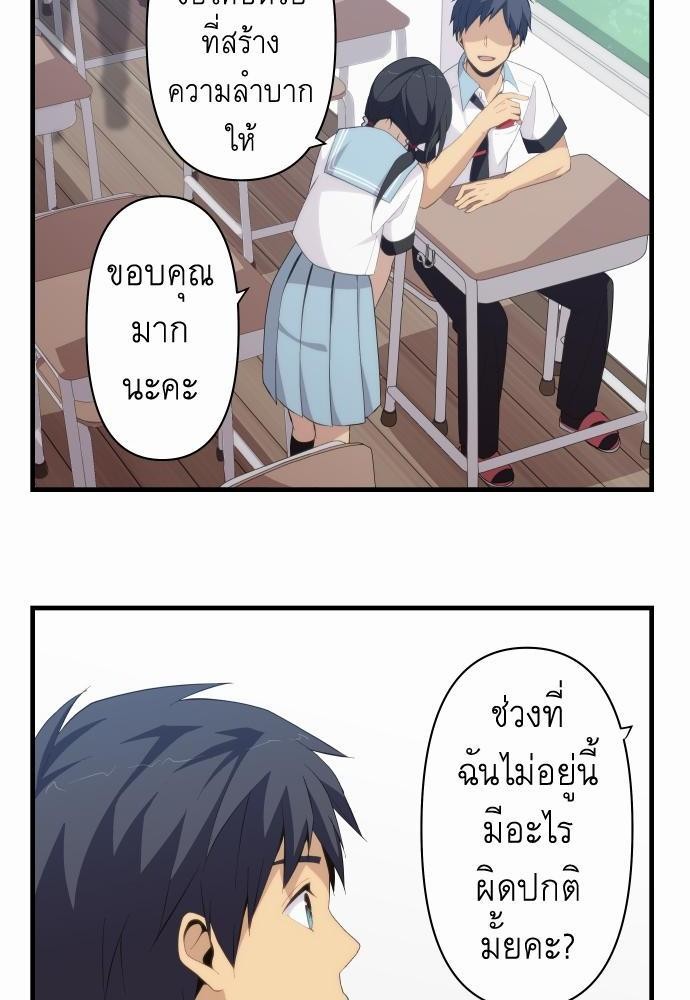 ที่สร้าง
ความลำบาก
ให้
ขอบคุณ
มาก
นะคะ
ช่วงที่
ฉันไม่อยู่นี้
มีอะไร
ผิดปกติ
มั้ยคะ?